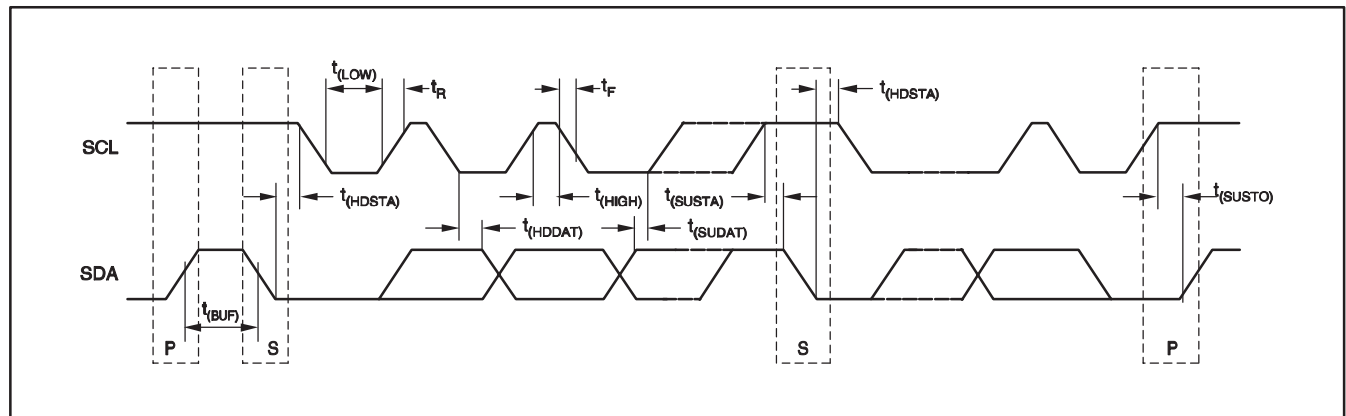 t(LOW)
tR
tF
t(HDSTA)
SCL
t(HDSTA)
t(HDDAT)
t(HIGH)
t(SUSTA)
t(SUDAT)
t(SUSTO)
SDA
t(BUF)
P
S
S
P